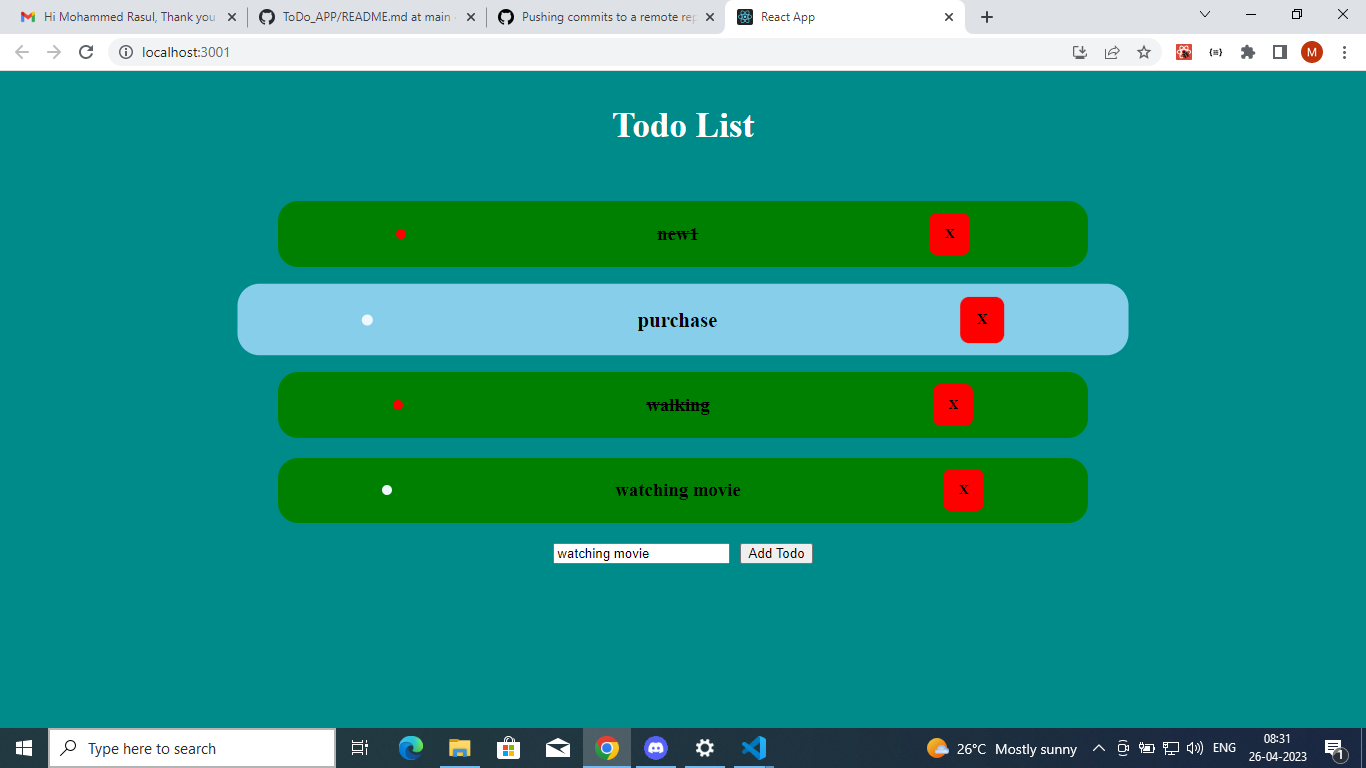 Hi Mohammed Rasul, Thank you
ToDo_APP/README.md at main
Pushing commits to a remote rep
React App
localhost:3001
M
Todo List
new1
X
purchase
X
walking
X
watching movie
X
watching movie
Add Todo
Type here to search
26°C Mostly sunny
ENG
08:31
26-04-2023
1